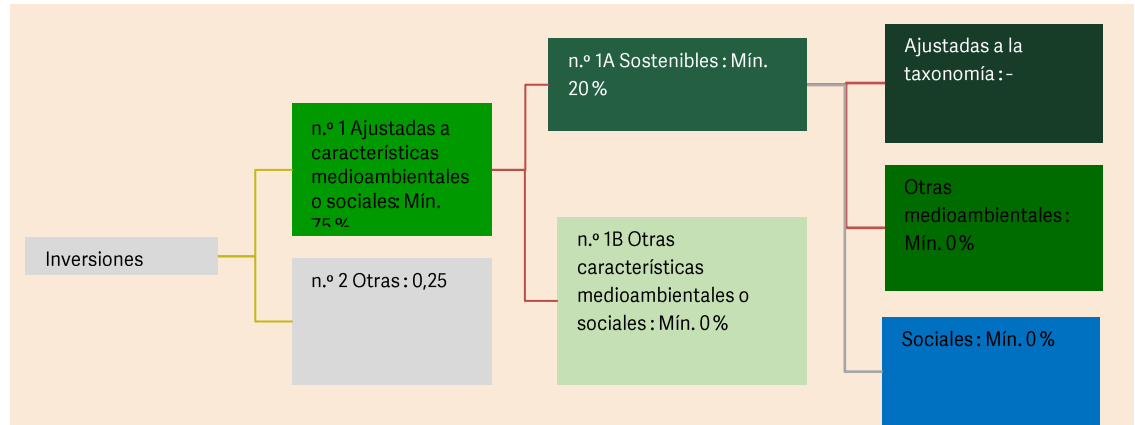 Inversiones
n.º 1 Ajustadas a
características
medioambientales
o sociales: Mín.
75 %
n.º 2 Otras : 0,25
n.º 1A Sostenibles : Mín.
20 %
n.º 1B Otras
características
medioambientales o
sociales : Mín. 0 %
Ajustadas a la
taxonomía : -
Otras
medioambientales :
Mín. 0 %
Sociales : Mín. 0 %